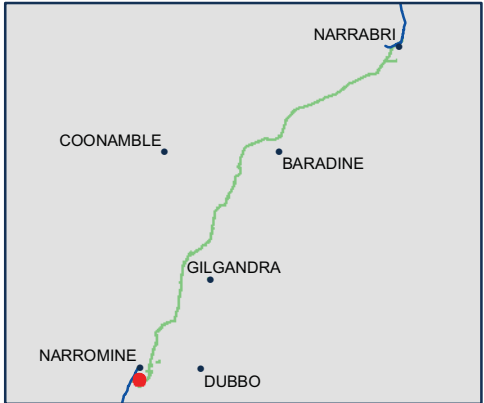 NARRABRI
COONAMBLE
BARADINE
GILGANDRA
NARROMINE
DUBBO